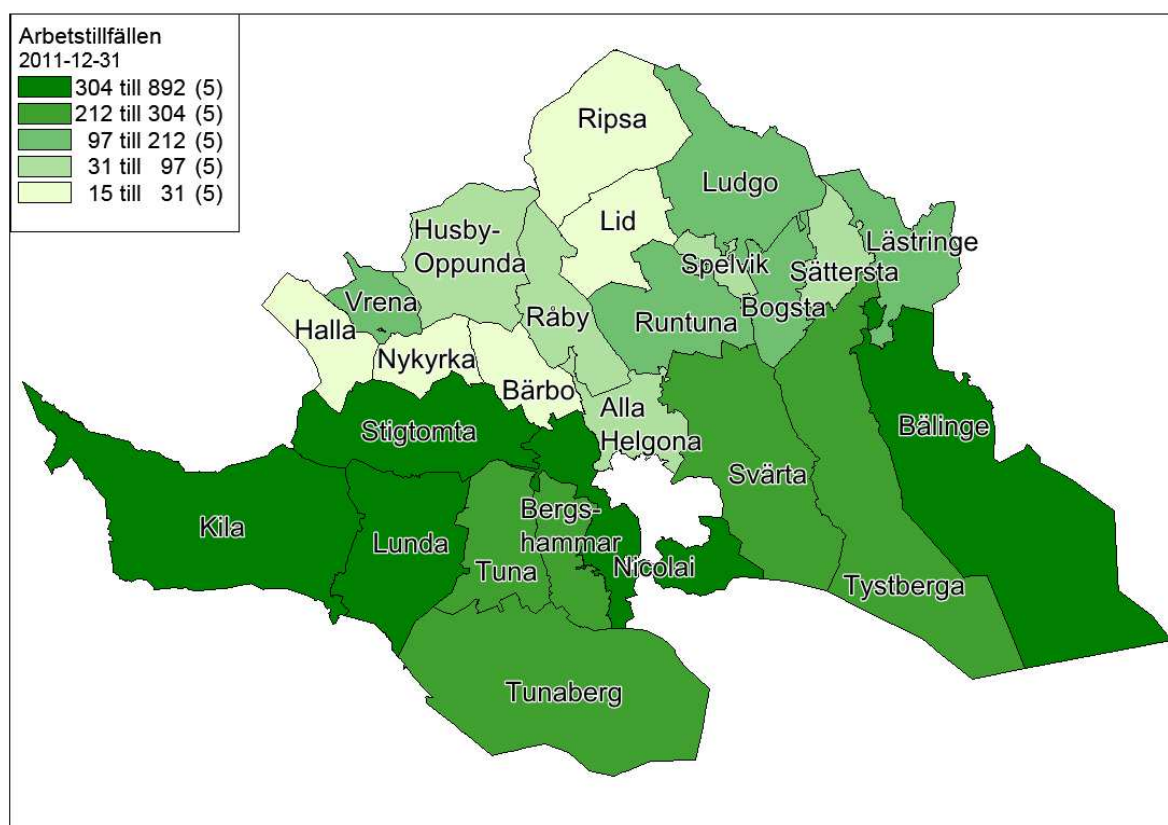 Arbetstillfällen
2011-12-31
304 till 892 (5)
212 till 304 (5)
97 till 212 (5)
31 till 97 (5)
15 till 31 (5)
Ripsa
Ludgo
Lid
Husby-
Oppunda
Lästringe
Spelvik
Sättersta
Vrena
Bogsta
Råby
Runtuna
Halla
Nykyrka
Bärbo
Alla
Helgona
Stigtomta
Bälinge
Svärta
Bergs-
hammar
Kila
Lunda
Tuna
Nicolai
Tystberga
Tunaberg